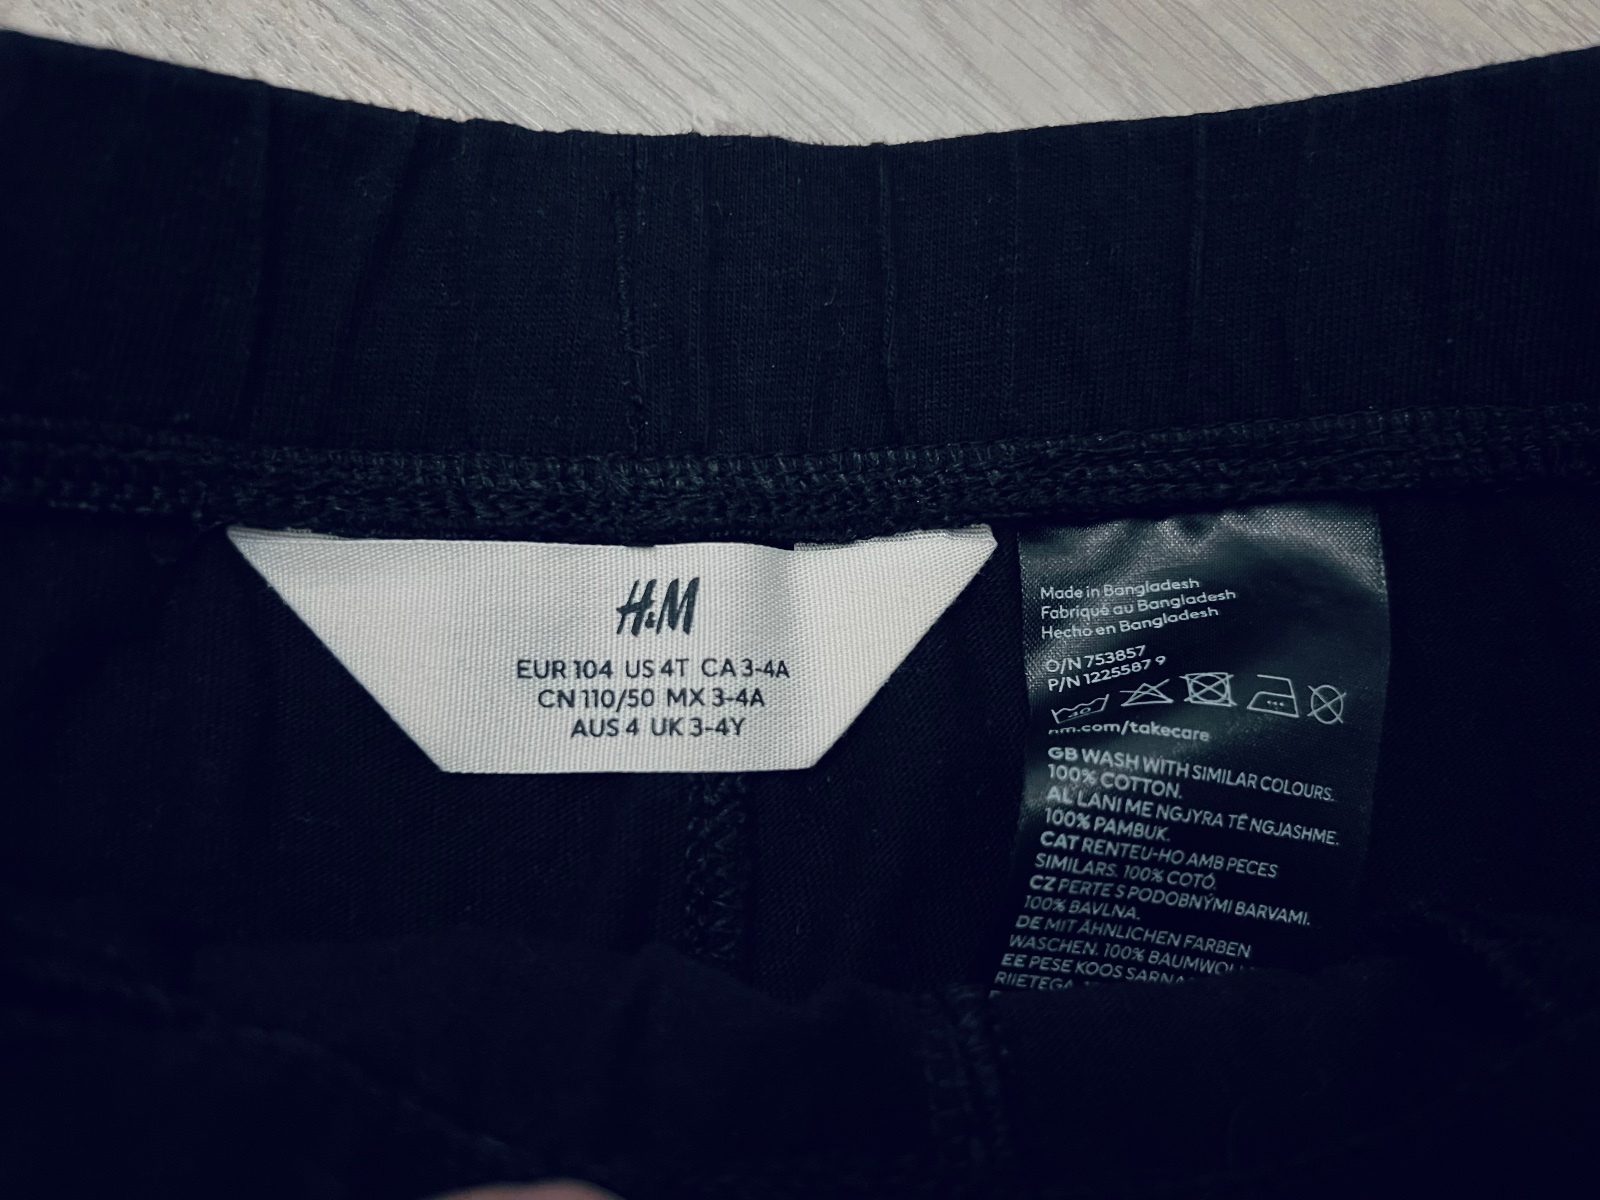 H&M
EUR 104 US 4T CA 3-4A
CN 110/50 MX 3-4A
AUS 4 UK 3-4Y
Made in Bangladesh
Fabriqué au Bangladesh
Hecho en Bangladesh
O/N 753857
P/N 1225587 9
40
hm.com/takecare
GB WASH WITH SIMILAR COLOURS.
100% COTTON.
AL LANI ME NGJYRA TË NGJASHME.
100% PAMBUK.
CAT RENTEU-HO AMB PECES
SIMILARS. 100% COTÓ.
CZ PERTE S PODOBNÝMI BARVAMI.
100% BAVLNA.
DE MIT ÄHNLICHEN FARBEN
WASCHEN. 100%
EE PESE KOOS